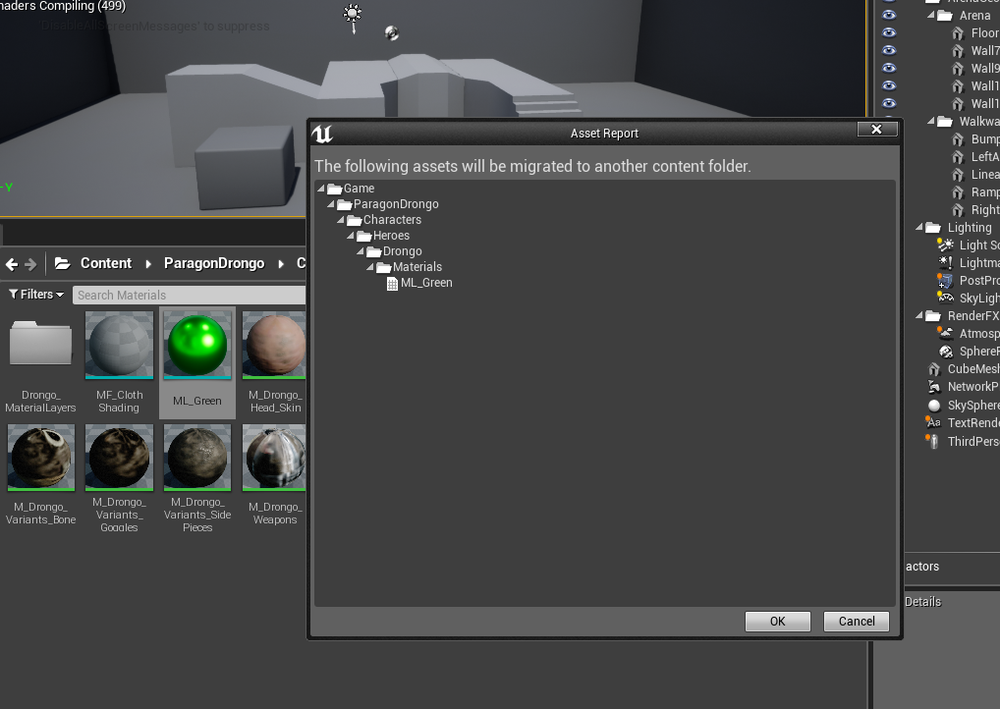 haders Compiling (499)
'DisableAllScreenMessages' to suppress
-Y
Asset Report
The following assets will be migrated to another content folder.
Game
ParagonDrongo
Characters
Heroes
Drongo
Materials
ML_Green
OK
Cancel
Content
ParagonDrongo
C
Filters
Search Materials
Drongo_
MaterialLayers
MF_Cloth
Shading
ML_Green
M_Drongo_
Head_Skin
M_Drongo_
Variants_Bone
M_Drongo_
Variants_
Goggles
M_Drongo_
Variants_Side
Pieces
M_Drongo_
Weapons
Arena
Floor
Wall7
Wall9
Wall1
Wall1
Walkwa
Bump
LeftA
Linea
Ramp
Right
Lighting
Light So
Lightma
PostPro
SkyLigh
RenderFX
Atmosp
SphereR
CubeMesh
NetworkP
SkySphere
Aa
TextRende
ThirdPers
actors
Details